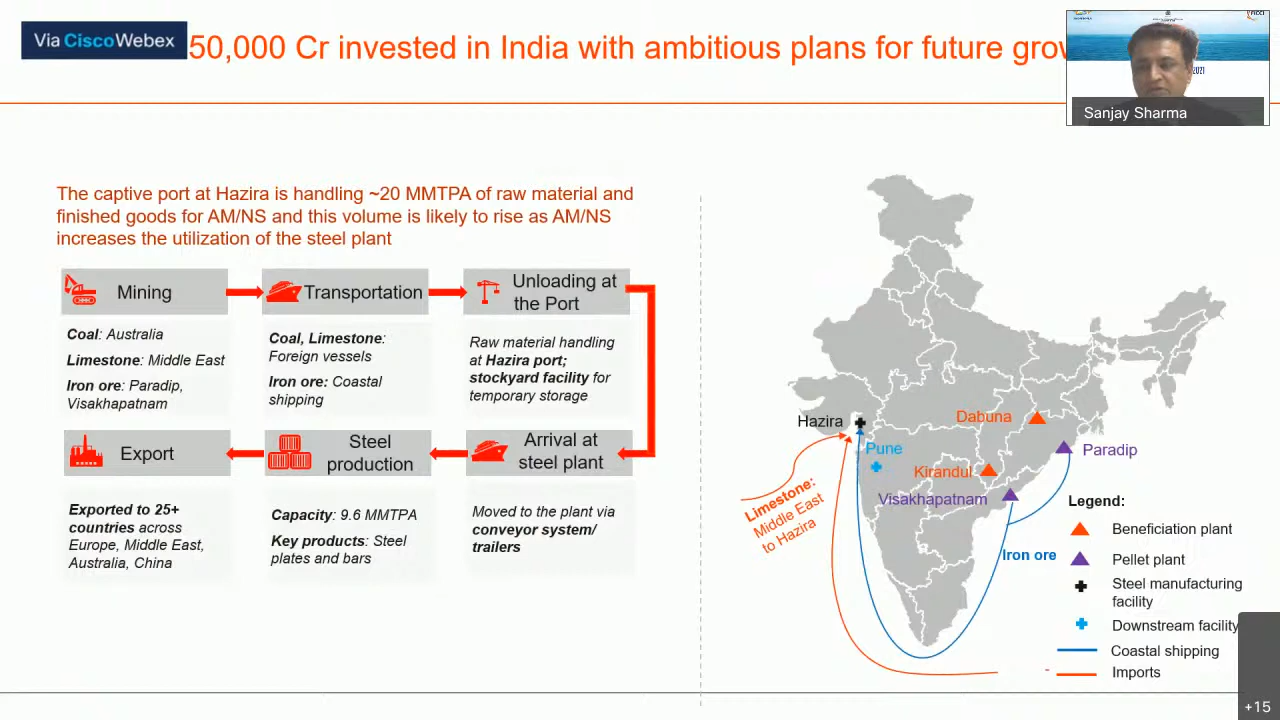 Via CiscoWebex
50,000 Cr invested in India with ambitious plans for future
2021
Sanjay Sharma
The captive port at Hazira is handling ~20 MMTPA of raw material and
finished goods for AM/NS and this volume is likely to rise as AM/NS
increases the utilization of the steel plant
Mining
Transportation
Unloading at
the Port
Coal: Australia
Limestone: Middle East
Iron ore: Paradip,
Visakhapatnam
Coal, Limestone:
Foreign vessels
Iron ore: Coastal
shipping
Raw material handling
at Hazira port;
stockyard facility for
temporary storage
Export
Steel
production
Arrival at
steel plant
Exported to 25+
countries across
Europe, Middle East,
Australia, China
Capacity: 9.6 MMTPA
Key products: Steel
plates and bars
Moved to the plant via
conveyor system/
trailers
Hazira
Pune
Dabuna
Kirandul
Paradip
Visakhapatnam
Limestone:
Middle East
to Hazira
Iron ore
Legend:
Beneficiation plant
Pellet plant
Steel manufacturing
facility
Downstream facility
Coastal shipping
Imports
+15